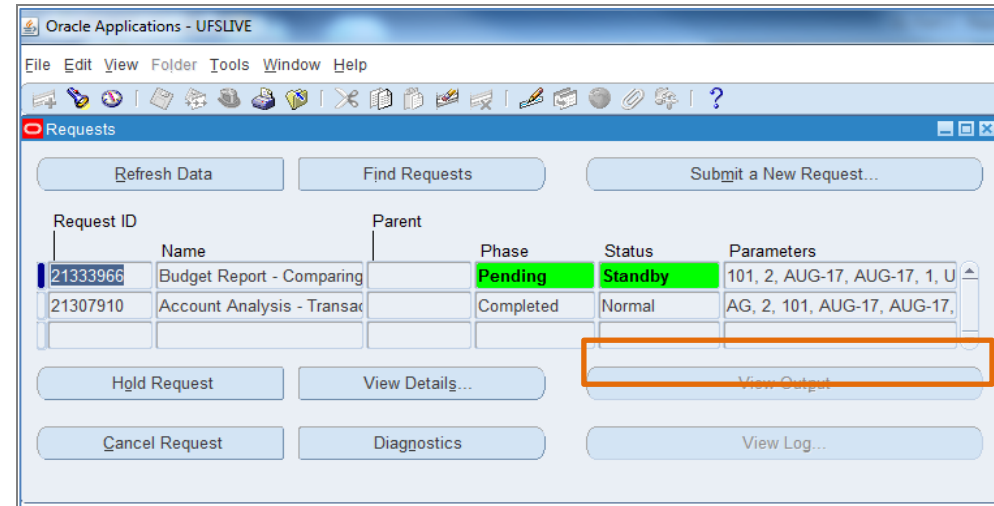 Oracle Applications - UFSLIVE
File Edit View Folder Tools Window Help
?
Requests
Refresh Data Find Requests Submit a New Request...
Request ID Parent
Name Phase Status Parameters
21333966 Budget Report - Comparing Pending Standby 101, 2, AUG-17, AUG-17, 1, U
21307910 Account Analysis - Transac Completed Normal AG, 2, 101, AUG-17, AUG-17,
Hold Request View Details... View Output
Cancel Request Diagnostics View Log...